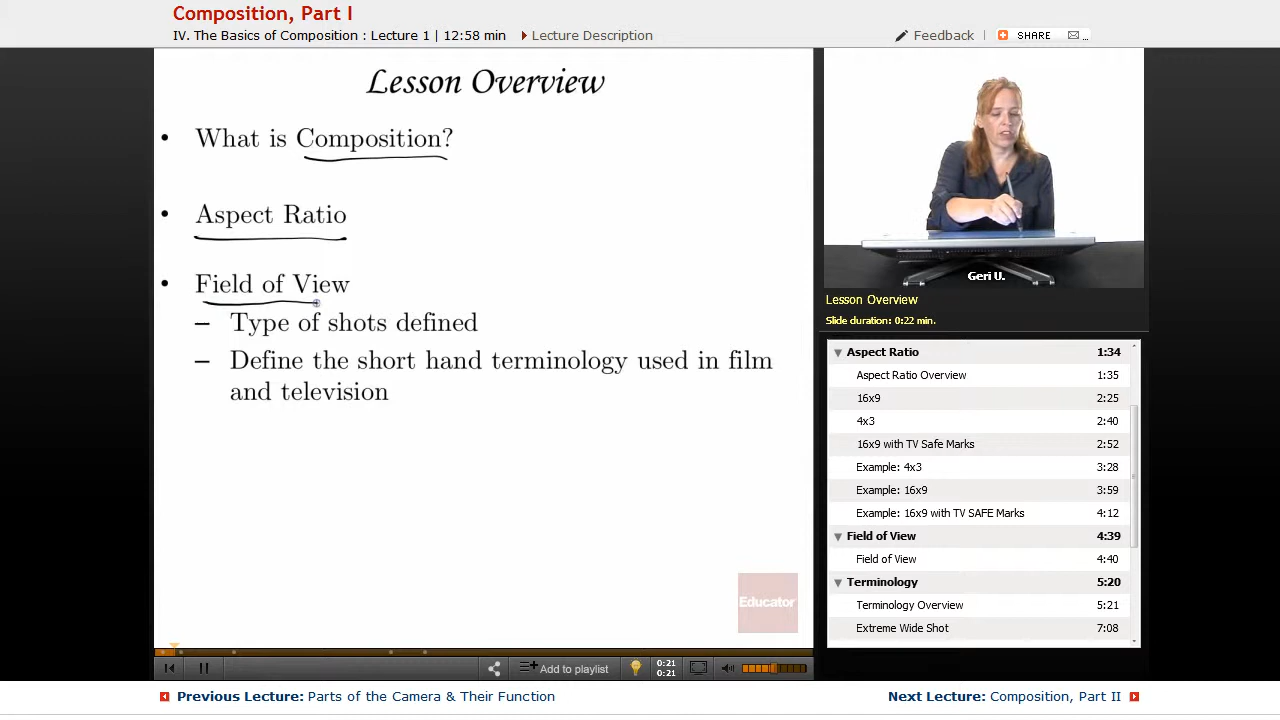 Composition, Part I
IV. The Basics of Composition : Lecture 1 | 12:58 min Lecture Description
Feedback
SHARE
Lesson Overview
• What is Composition?
• Aspect Ratio
• Field of View
– Type of shots defined
– Define the short hand terminology used in film
and television
Educator
Geri U.
Lesson Overview
Slide duration: 0:22 min.
Aspect Ratio 1:34
Aspect Ratio Overview 1:35
16x9 2:25
4x3 2:40
16x9 with TV Safe Marks 2:52
Example: 4x3 3:28
Example: 16x9 3:59
Example: 16x9 with TV SAFE Marks 4:12
Field of View 4:39
Field of View 4:40
Terminology 5:20
Terminology Overview 5:21
Extreme Wide Shot 7:08
Add to playlist
0:21
0:21
Previous Lecture: Parts of the Camera & Their Function
Next Lecture: Composition, Part II